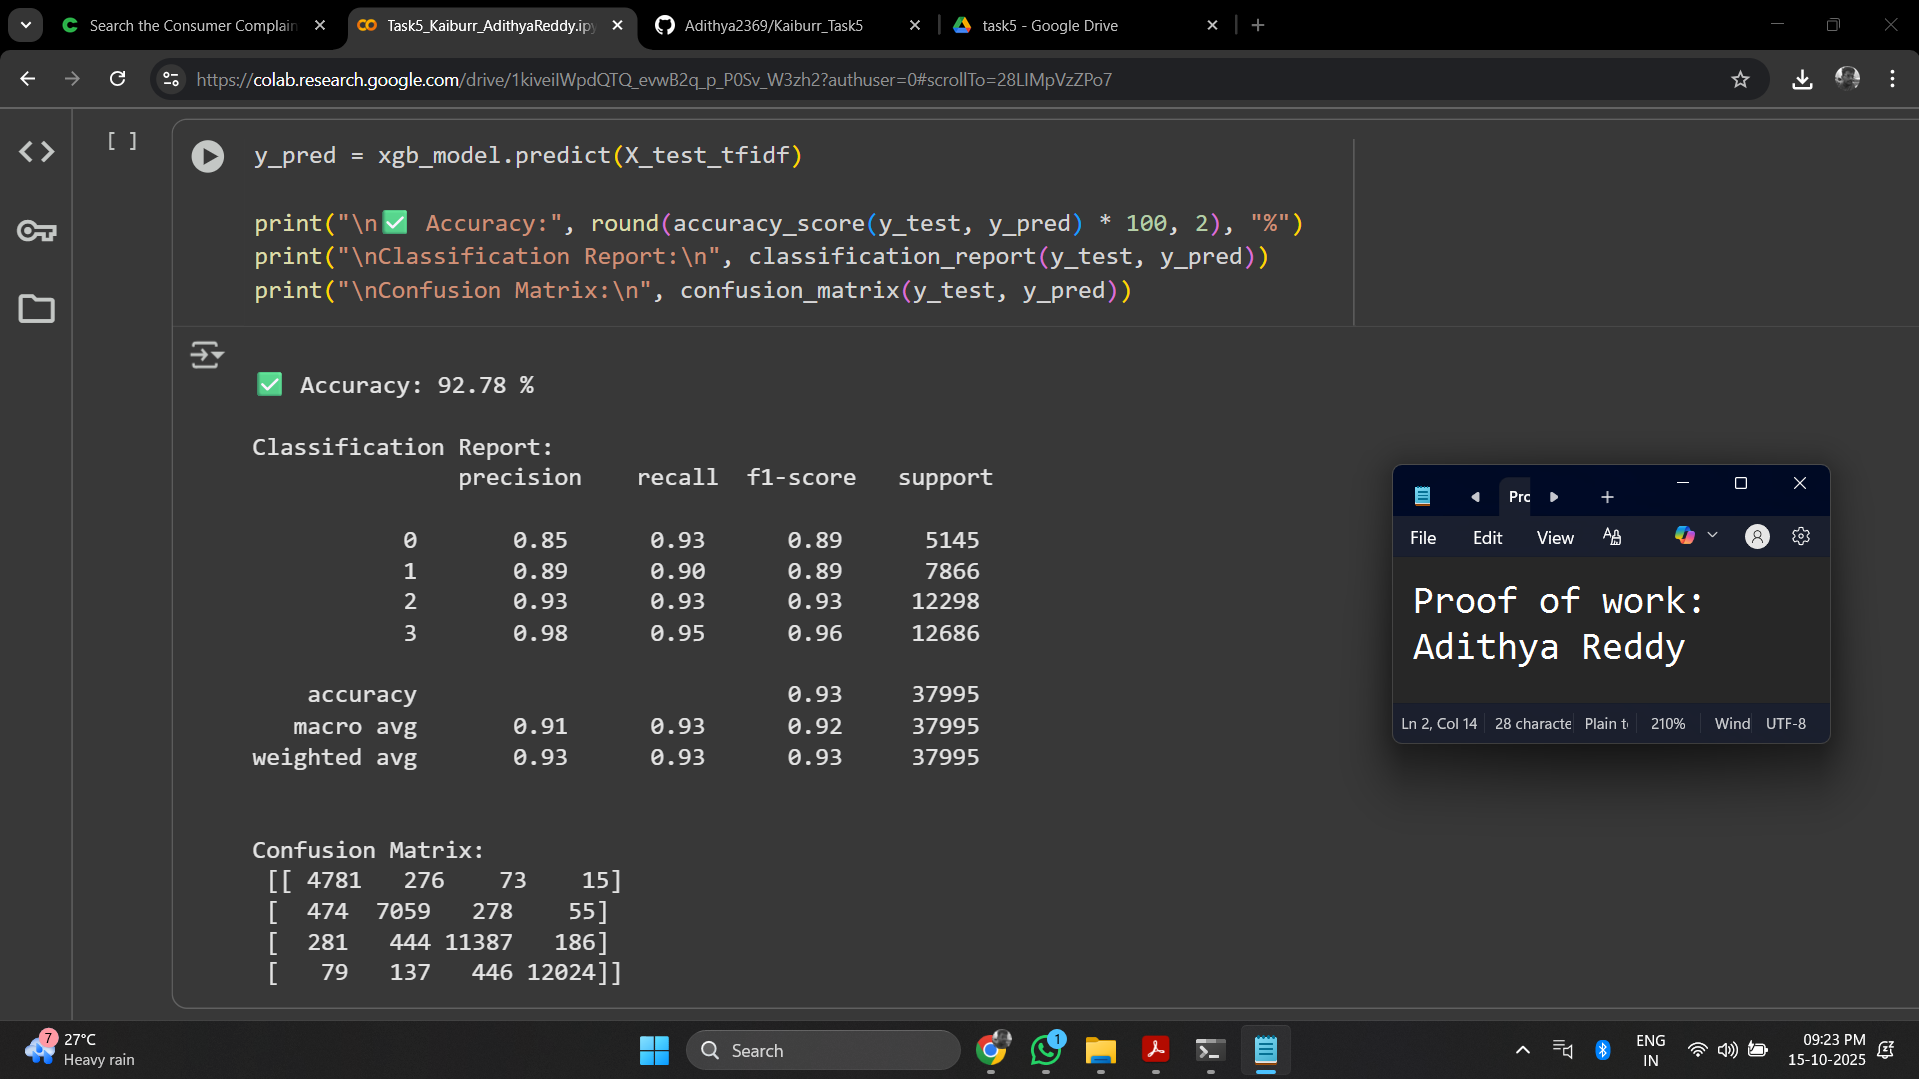 Search the Consumer Complain
Task5_Kaiburr_AdithyaReddy.ipy
Adithya2369/Kaiburr_Task5
task5 - Google Drive
https://colab.research.google.com/drive/1kiveiIWpdQTQ_evwB2q_p_P0Sv_W3zh2?authuser=0#scrollTo=28LIMpVzZPo7
[ ]
y_pred = xgb_model.predict(X_test_tfidf)
print("\n✅ Accuracy:", round(accuracy_score(y_test, y_pred) * 100, 2), "%")
print("\nClassification Report:\n", classification_report(y_test, y_pred))
print("\nConfusion Matrix:\n", confusion_matrix(y_test, y_pred))
✅ Accuracy: 92.78 %
Classification Report:
precision recall f1-score support
0 0.85 0.93 0.89 5145
1 0.89 0.90 0.89 7866
2 0.93 0.93 0.93 12298
3 0.98 0.95 0.96 12686
accuracy 0.93 37995
macro avg 0.91 0.93 0.92 37995
weighted avg 0.93 0.93 0.93 37995
Confusion Matrix:
[[ 4781 276 73 15]
[ 474 7059 278 55]
[ 281 444 11387 186]
[ 79 137 446 12024]]
Prc
File Edit View
Proof of work:
Adithya Reddy
Ln 2, Col 14 28 characte Plain t 210% Wind UTF-8
7
27°C
Heavy rain
Search
1
ENG
IN
09:23 PM
15-10-2025